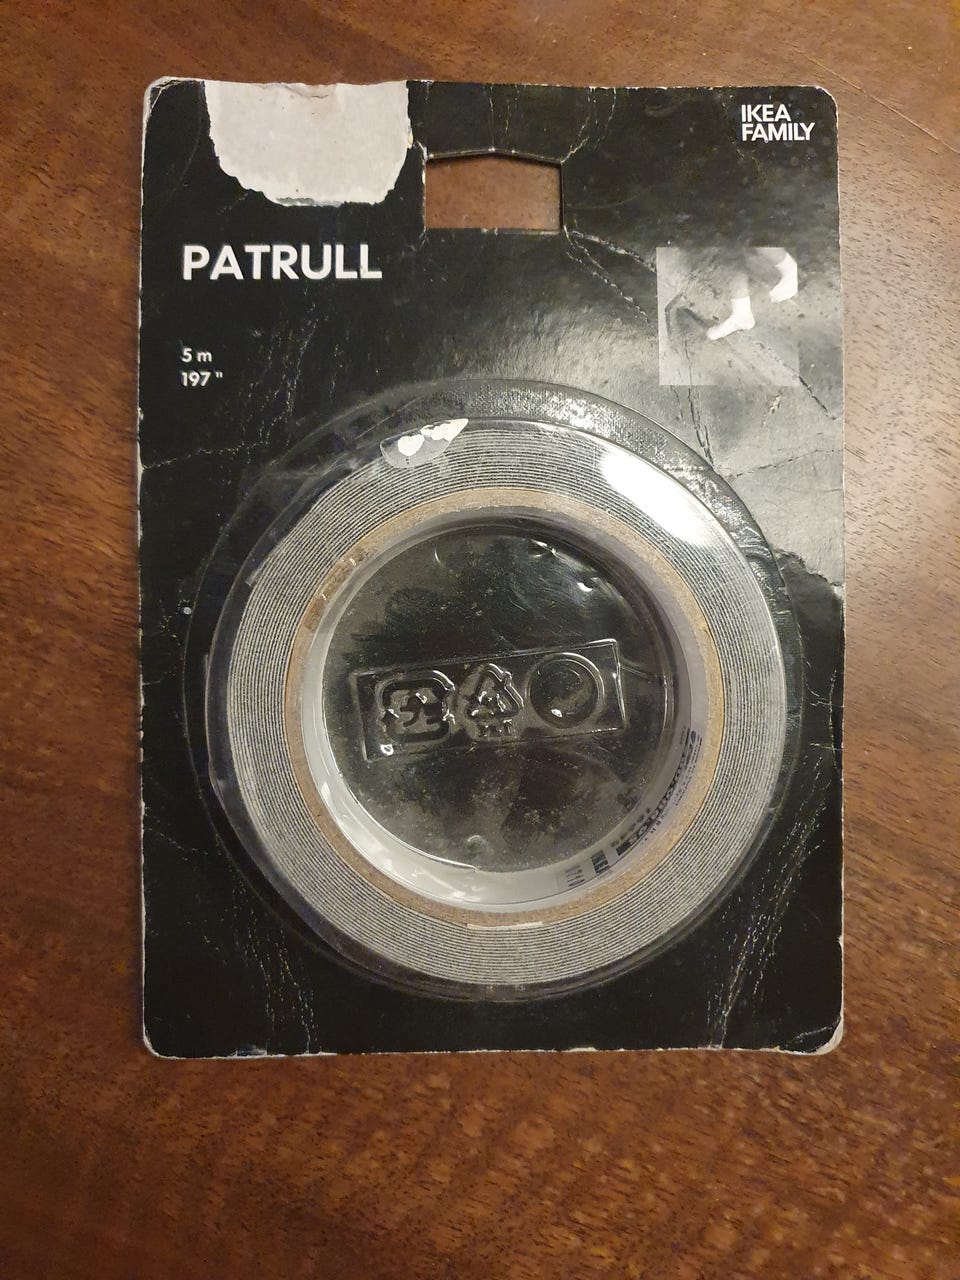 IKEA
FAMILY
PATRULL
5 m
197 "